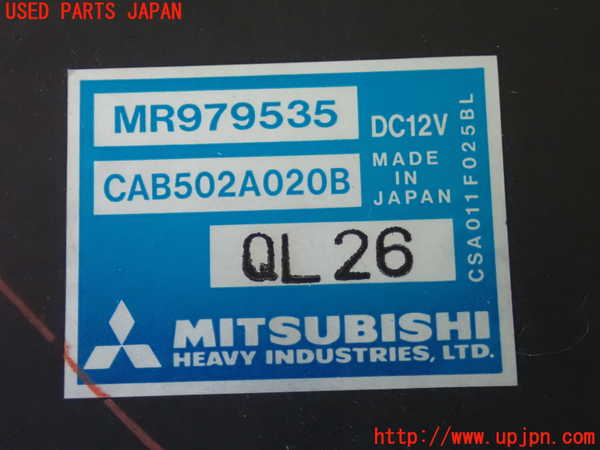 USED PARTS JAPAN
MR979535
DC12V
CAB502A020B
MADE
IN
JAPAN
CSA011F025BL
QL 26
MITSUBISHI
HEAVY INDUSTRIES, LTD.
http://www.upjpn.com/